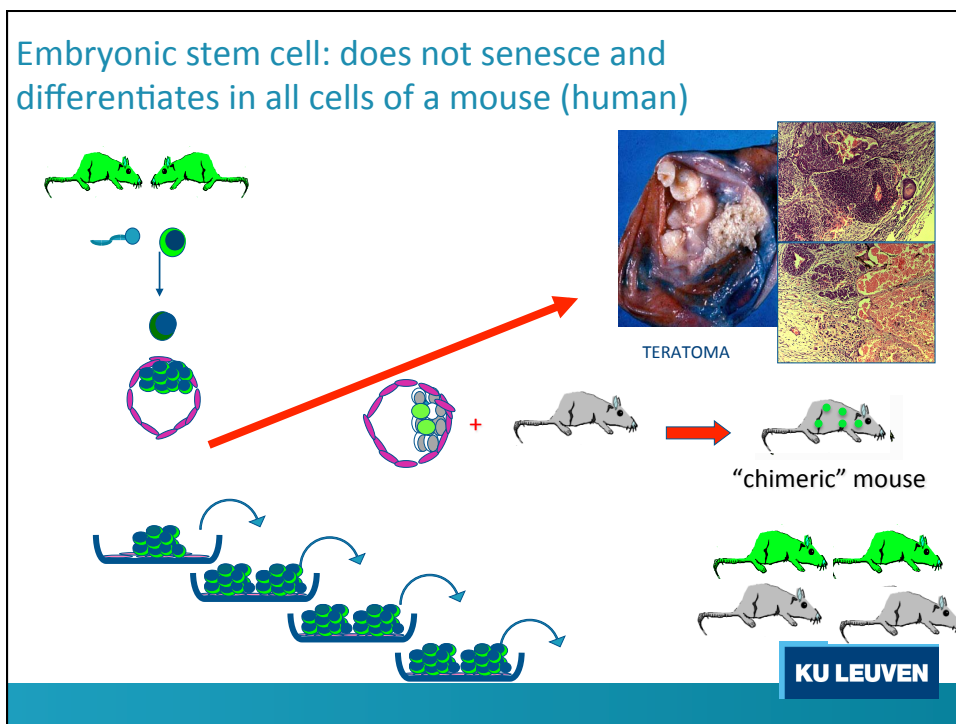 Embryonic stem cell: does not senesce and
differentiates in all cells of a mouse (human)
TERATOMA
+
“chimeric” mouse
KU LEUVEN